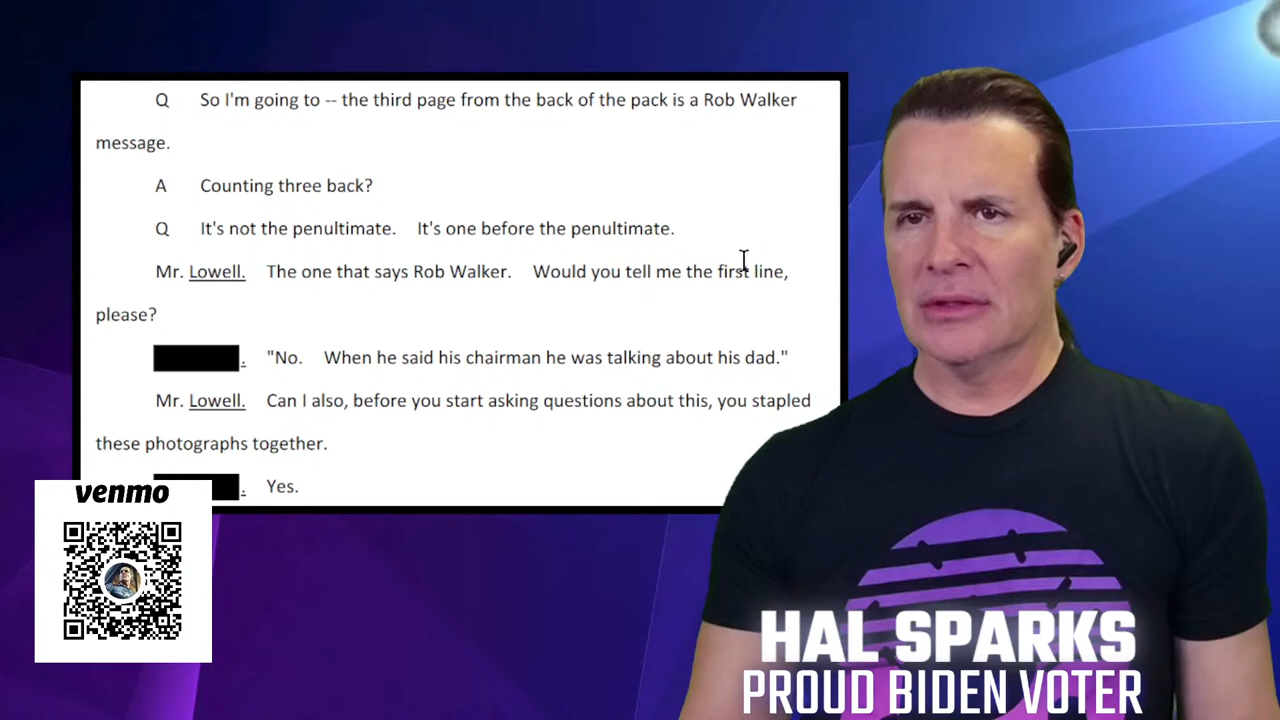 Q So I'm going to -- the third page from the back of the pack is a Rob Walker
message.
A Counting three back?
Q It's not the penultimate. It's one before the penultimate.
Mr. Lowell. The one that says Rob Walker. Would you tell me the first line,
please?
. "No. When he said his chairman he was talking about his dad."
Mr. Lowell. Can I also, before you start asking questions about this, you stapled
these photographs together.
. Yes.
venmo
HAL SPARKS
PROUD BIDEN VOTER